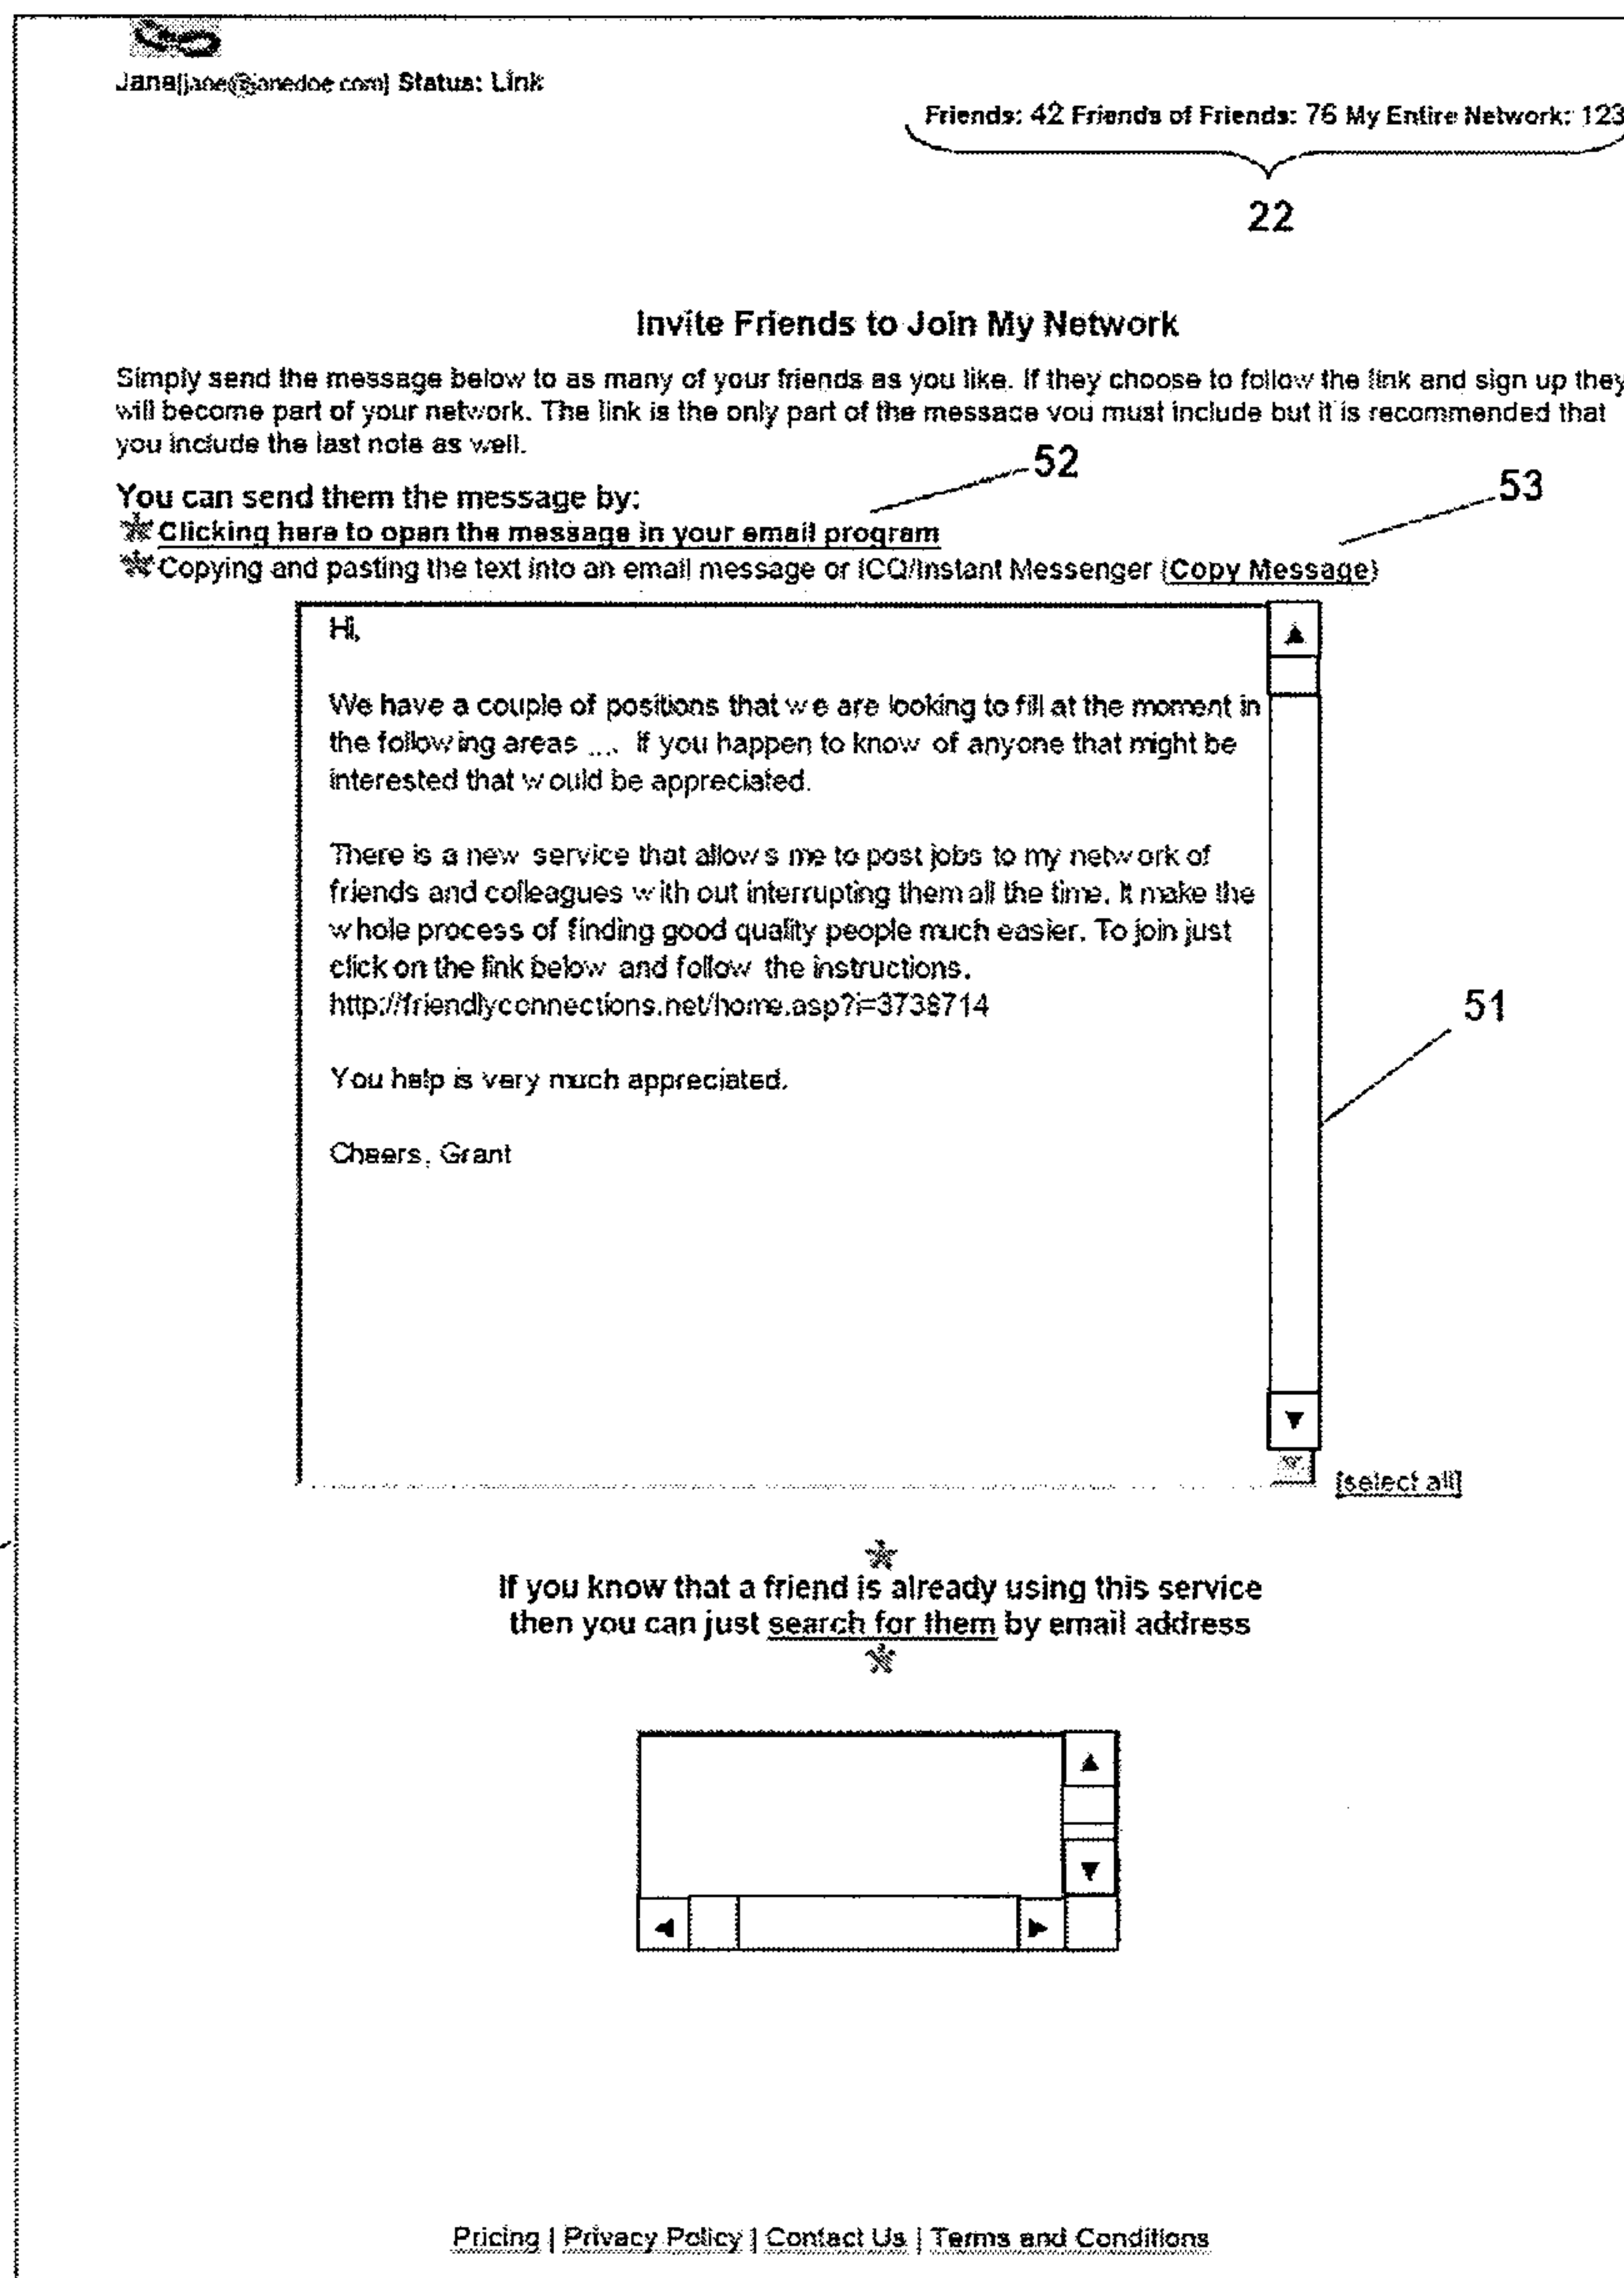 Jane[jane@janedoe.com] Status: Link
Friends: 42 Friends of Friends: 76 My Entire Network: 123
22
Invite Friends to Join My Network
Simply send the message below to as many of your friends as you like. If they choose to follow the link and sign up they
will become part of your network. The link is the only part of the message you must include but it is recommended that
you include the last note as well.
52
53
You can send them the message by:
Clicking here to open the message in your email program
Copying and pasting the text into an email message or ICQ/Instant Messenger (Copy Message)
Hi,
We have a couple of positions that we are looking to fill at the moment in
the following areas .... If you happen to know of anyone that might be
interested that would be appreciated.
There is a new service that allows me to post jobs to my network of
friends and colleagues with out interrupting them all the time. It make the
whole process of finding good quality people much easier. To join just
click on the link below and follow the instructions.
http://friendlyconnections.net/home.asp?i=3738714
51
You help is very much appreciated.
Cheers, Grant
[select all]
If you know that a friend is already using this service
then you can just search for them by email address
Pricing | Privacy Policy | Contact Us | Terms and Conditions